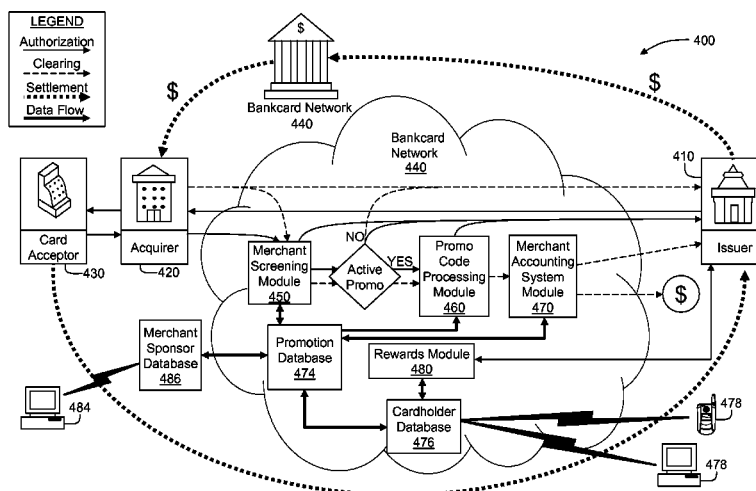 LEGEND
Authorization
Clearing
Settlement
Data Flow
$
$
$
Bankcard Network
440
400
Bankcard
Network
440
410
Card
Acceptor
430
Acquirer
420
Issuer
Merchant
Screening
Module
450
NO
Active
Promo
YES
Promo
Code
Processing
Module
460
Merchant
Accounting
System
Module
470
$
Merchant
Sponsor
Database
486
Promotion
Database
474
Rewards Module
480
Cardholder
Database
476
484
478
478